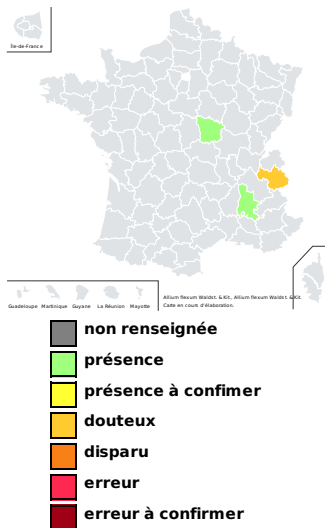 Île-de-France
Guadeloupe Martinique Guyane La Réunion Mayotte
Allium flexum Waldst. & Kit., Allium flexum Waldst. & Kit.
Carte en cours d'élaboration.
non renseignée
présence
présence à confimer
douteux
disparu
erreur
erreur à confirmer